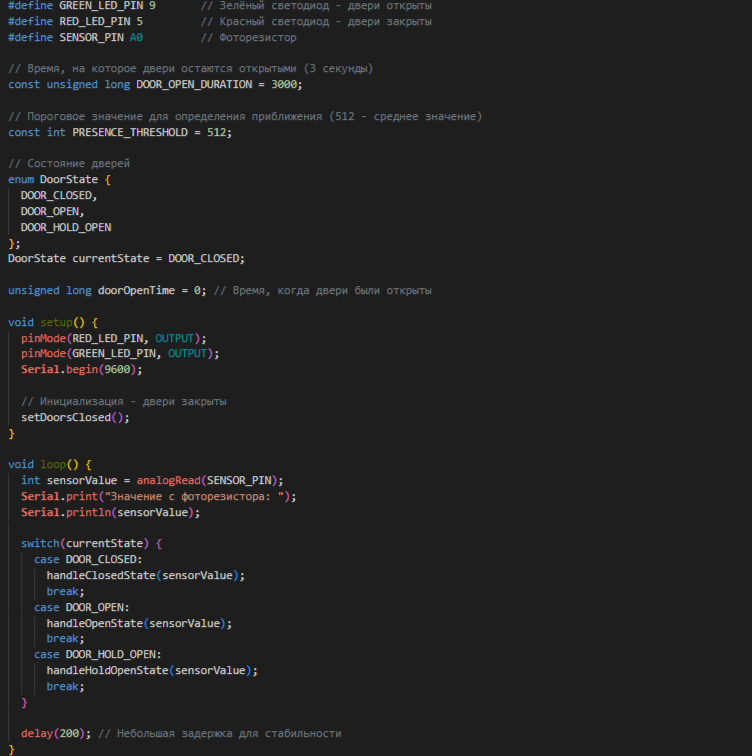 #define GREEN_LED_PIN 9       // Зелёный светодиод - двери открыты
#define RED_LED_PIN 5         // Красный светодиод - двери закрыты
#define SENSOR_PIN A0         // Фоторезистор

// Время, на которое двери остаются открытыми (3 секунды)
const unsigned long DOOR_OPEN_DURATION = 3000;

// Пороговое значение для определения приближения (512 - среднее значение)
const int PRESENCE_THRESHOLD = 512;

// Состояние дверей
enum DoorState {
  DOOR_CLOSED,
  DOOR_OPEN,
  DOOR_HOLD_OPEN
};
DoorState currentState = DOOR_CLOSED;

unsigned long doorOpenTime = 0; // Время, когда двери были открыты

void setup() {
  pinMode(RED_LED_PIN, OUTPUT);
  pinMode(GREEN_LED_PIN, OUTPUT);
  Serial.begin(9600);

  // Инициализация - двери закрыты
  setDoorsClosed();
}

void loop() {
  int sensorValue = analogRead(SENSOR_PIN);
  Serial.print("Значение с фоторезистора: ");
  Serial.println(sensorValue);

  switch(currentState) {
    case DOOR_CLOSED:
      handleClosedState(sensorValue);
      break;
    case DOOR_OPEN:
      handleOpenState(sensorValue);
      break;
    case DOOR_HOLD_OPEN:
      handleHoldOpenState(sensorValue);
      break;
  }

  delay(200); // Небольшая задержка для стабильности
}